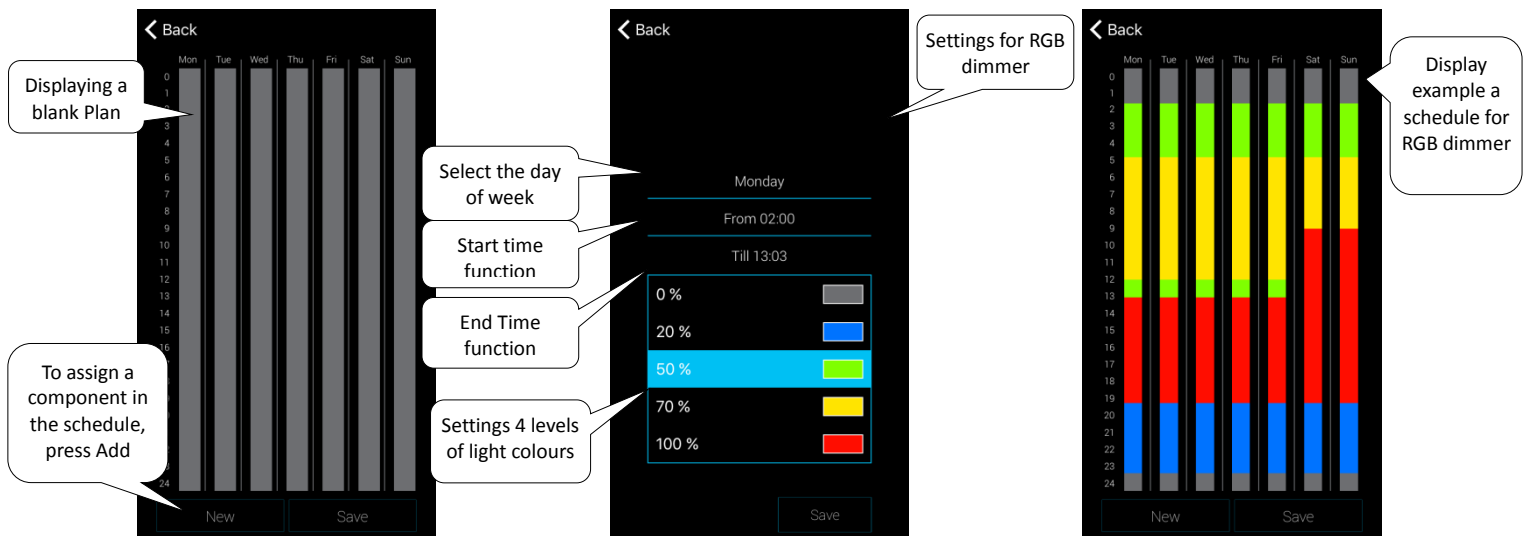 Back
Mon Tue Wed Thu Fri Sat Sun
0
1
3
4
5
6
7
8
9
10
11
12
13
14
15
16
24
New Save
Displaying a
blank Plan
To assign a
component in
the schedule,
press Add
Back
Monday
From 02:00
Till 13:03
0 %
20 %
50 %
70 %
100 %
Save
Settings for RGB
dimmer
Select the day
of week
Start time
function
End Time
function
Settings 4 levels
of light colours
Back
Mon Tue Wed Thu Fri Sat Sun
0
1
2
3
4
5
6
7
8
9
10
11
12
13
14
15
16
17
18
19
20
21
22
23
24
New Save
Display
example a
schedule for
RGB dimmer